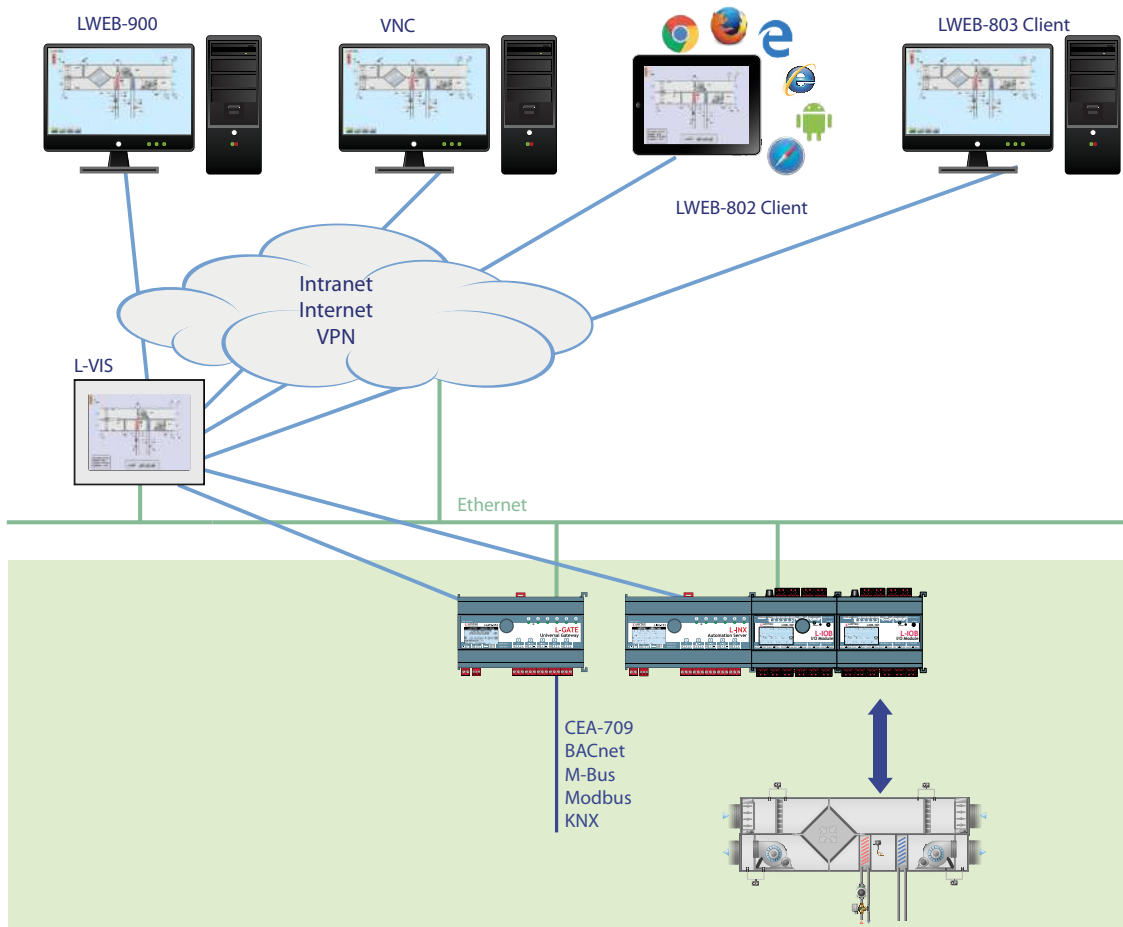 LWEB-900
VNC
LWEB-803 Client
LWEB-802 Client
Intranet
Internet
VPN
L-VIS
Ethernet
L-GATE
Universal Gateway
L-INX
Automation Server
L-IOB
I/O Module
L-IOB
I/O Module
CEA-709
BACnet
M-Bus
Modbus
KNX